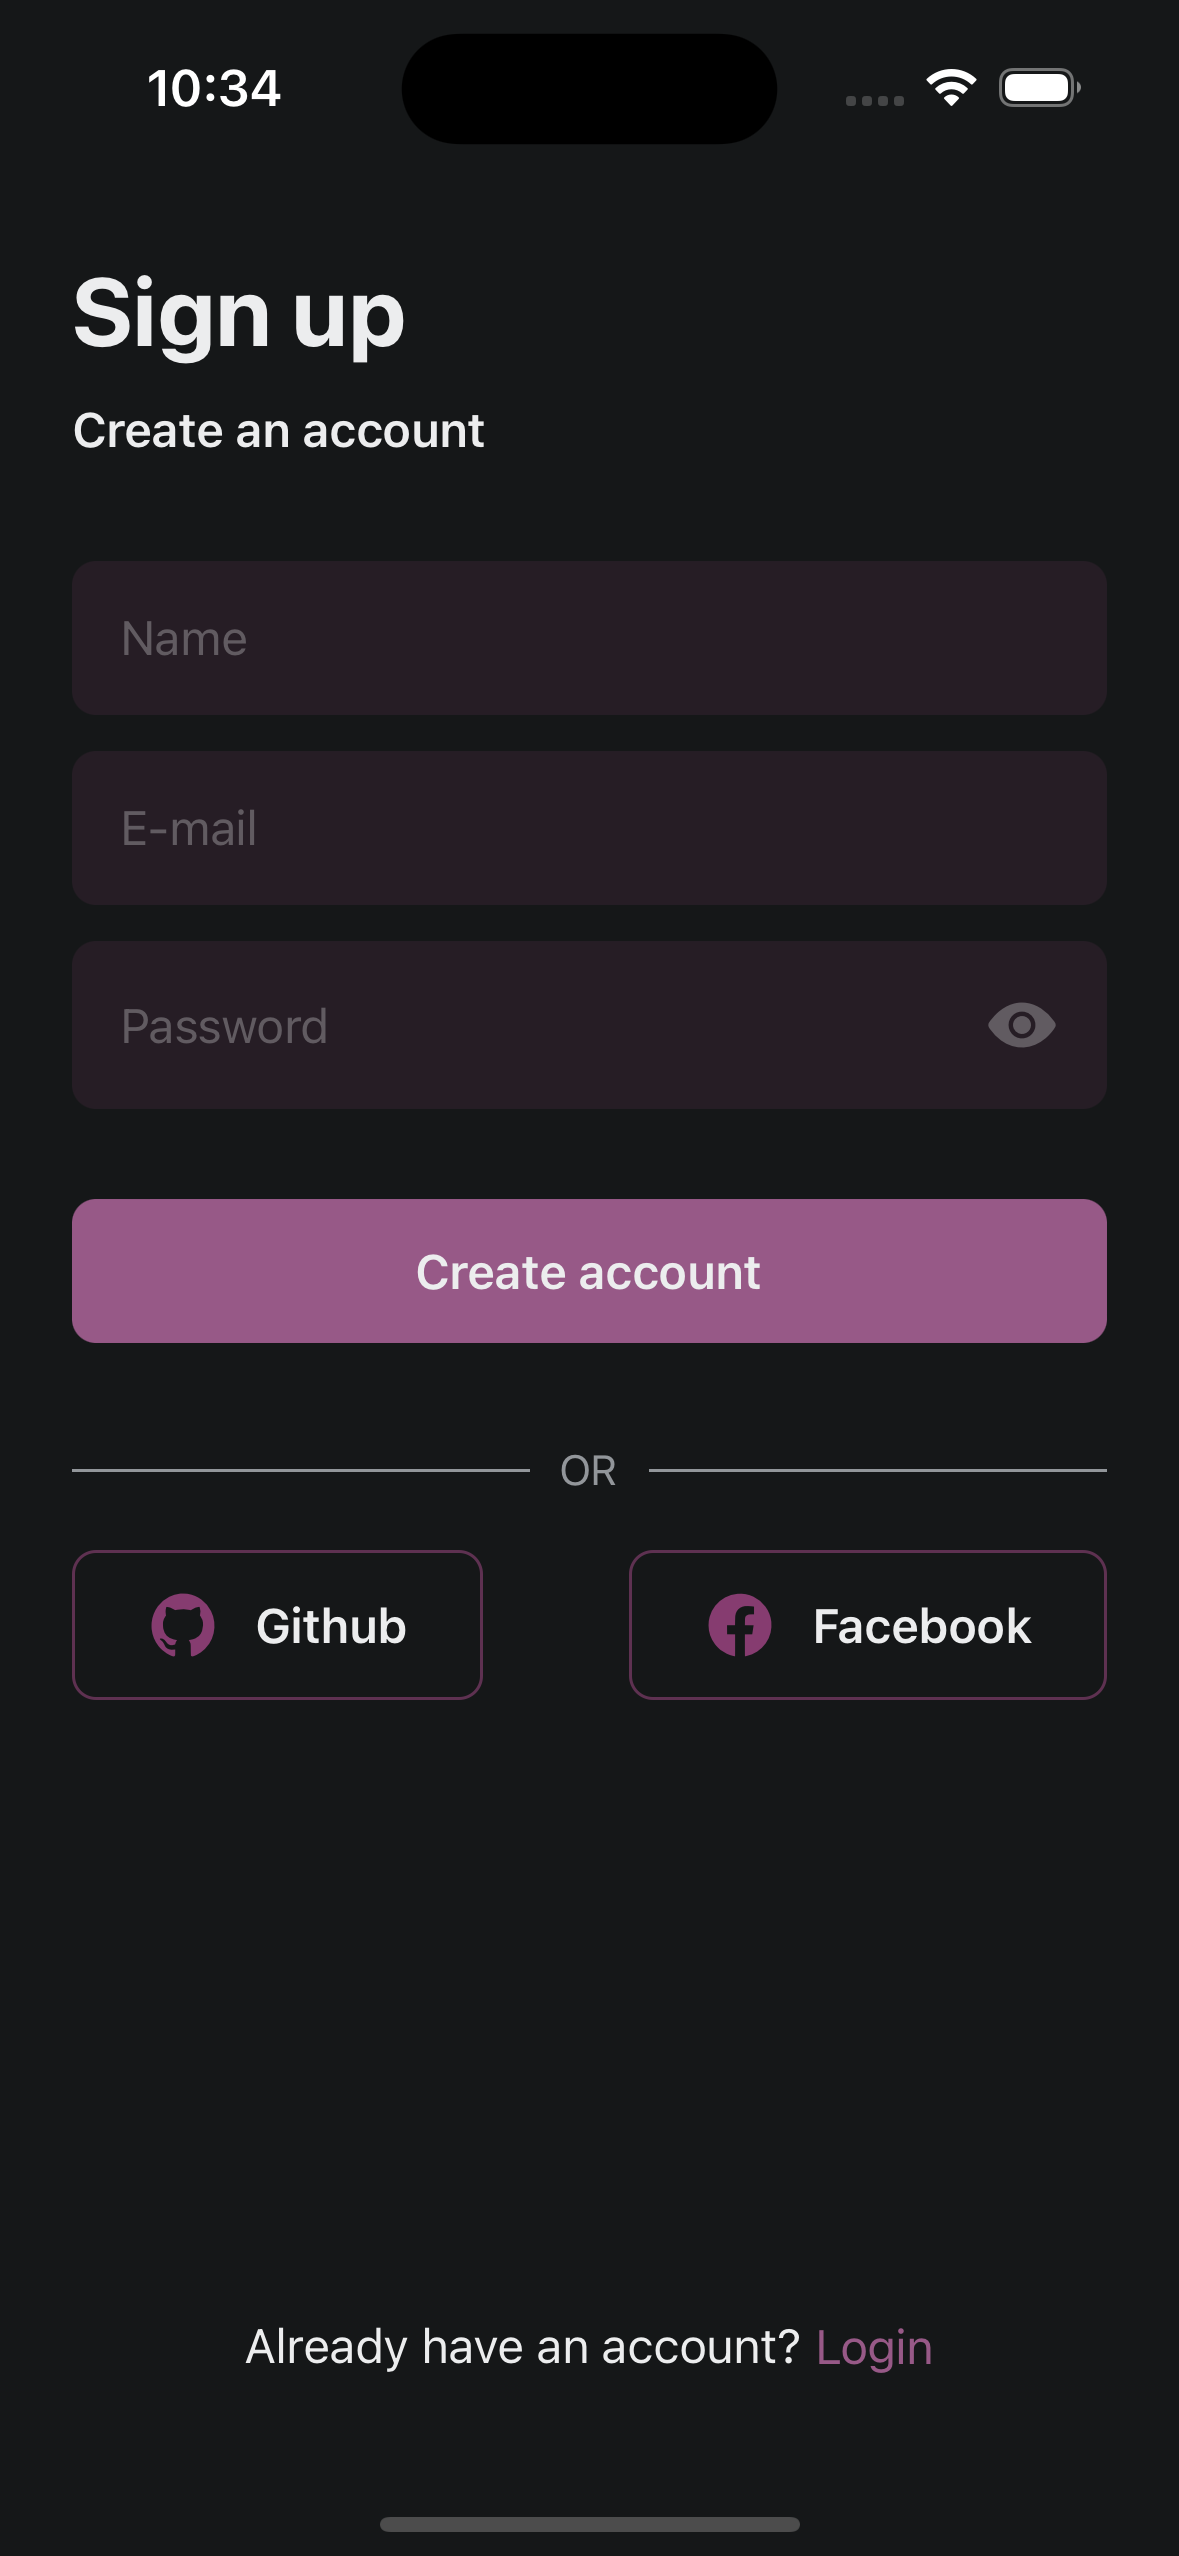 10:34
Sign up
Create an account
Name
E-mail
Password
Create account
OR
Github
Facebook
Already have an account? Login